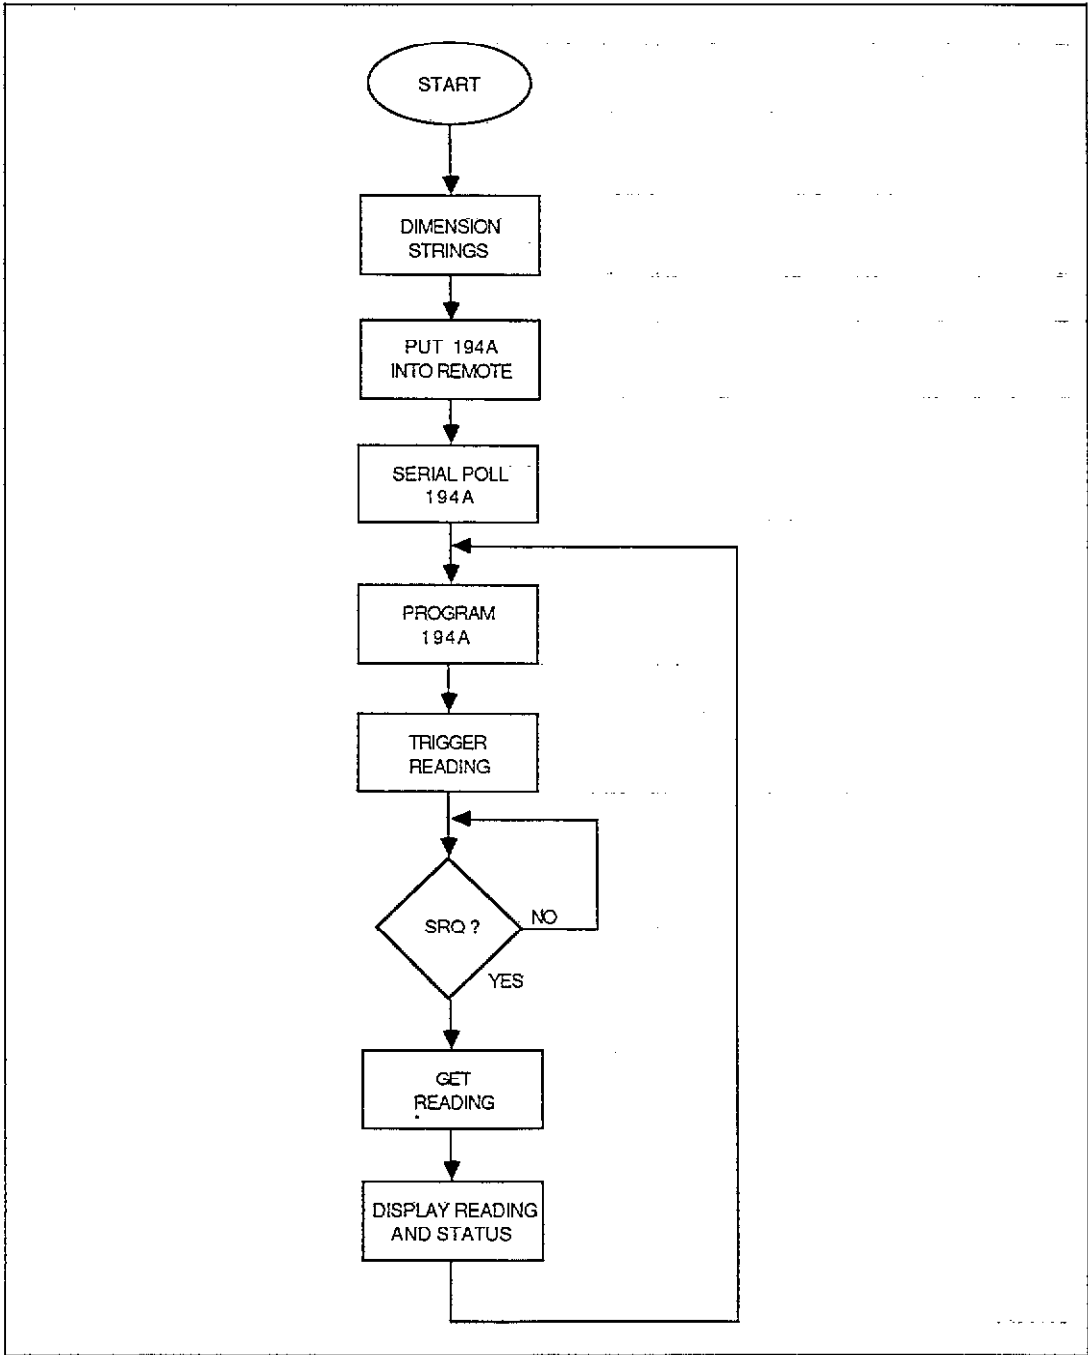 START
DIMENSION
STRINGS
PUT 194A
INTO REMOTE
SERIAL POLL
194A
PROGRAM
194A
TRIGGER
READING
SRQ ?
NO
YES
GET
READING
DISPLAY READING
AND STATUS